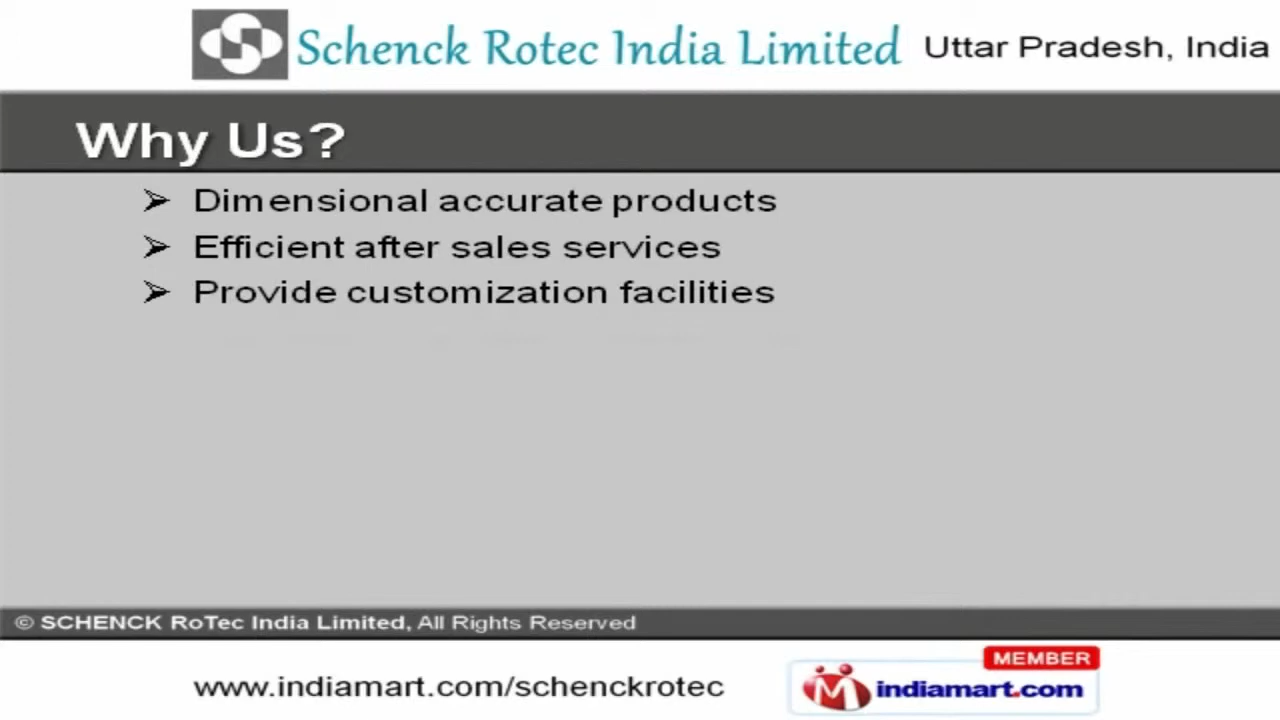 Schenck Rotec India Limited Uttar Pradesh, India
Why Us?
➢ Dimensional accurate products
➢ Efficient after sales services
➢ Provide customization facilities
© SCHENCK RoTec India Limited, All Rights Reserved
MEMBER
www.indiamart.com/schenckrotec indiamart.com